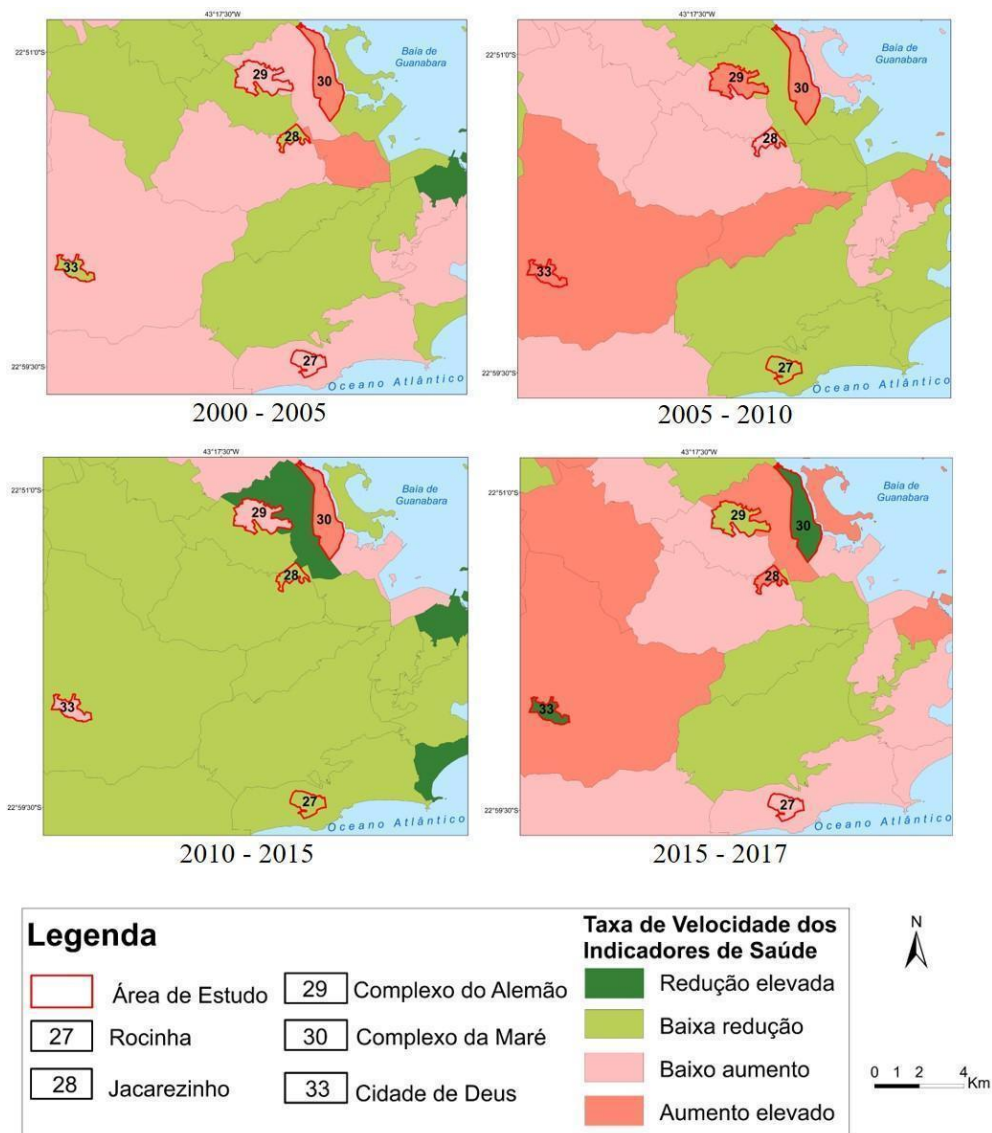 43°17'30"W
43°17'30"W
22°51'0"S
Baía de
Guanabara
29
30
28
33
27
22°59'30"S
Oceano Atlântico
2000 - 2005
22°51'0"S
Baía de
Guanabara
29
30
28
33
27
22°59'30"S
Oceano Atlântico
2005 - 2010
43°17'30"W
43°17'30"W
22°51'0"S
Baía de
Guanabara
29
30
28
33
27
22°59'30"S
Oceano Atlântico
2010 - 2015
22°51'0"S
Baía de
Guanabara
29
30
28
33
27
22°59'30"S
Oceano Atlântico
2015 - 2017
Legenda
Área de Estudo
27 Rocinha
28 Jacarezinho
29 Complexo do Alemão
30 Complexo da Maré
33 Cidade de Deus
Taxa de Velocidade dos
Indicadores de Saúde
Redução elevada
Baixa redução
Baixo aumento
Aumento elevado
N
0 1 2 4
Km